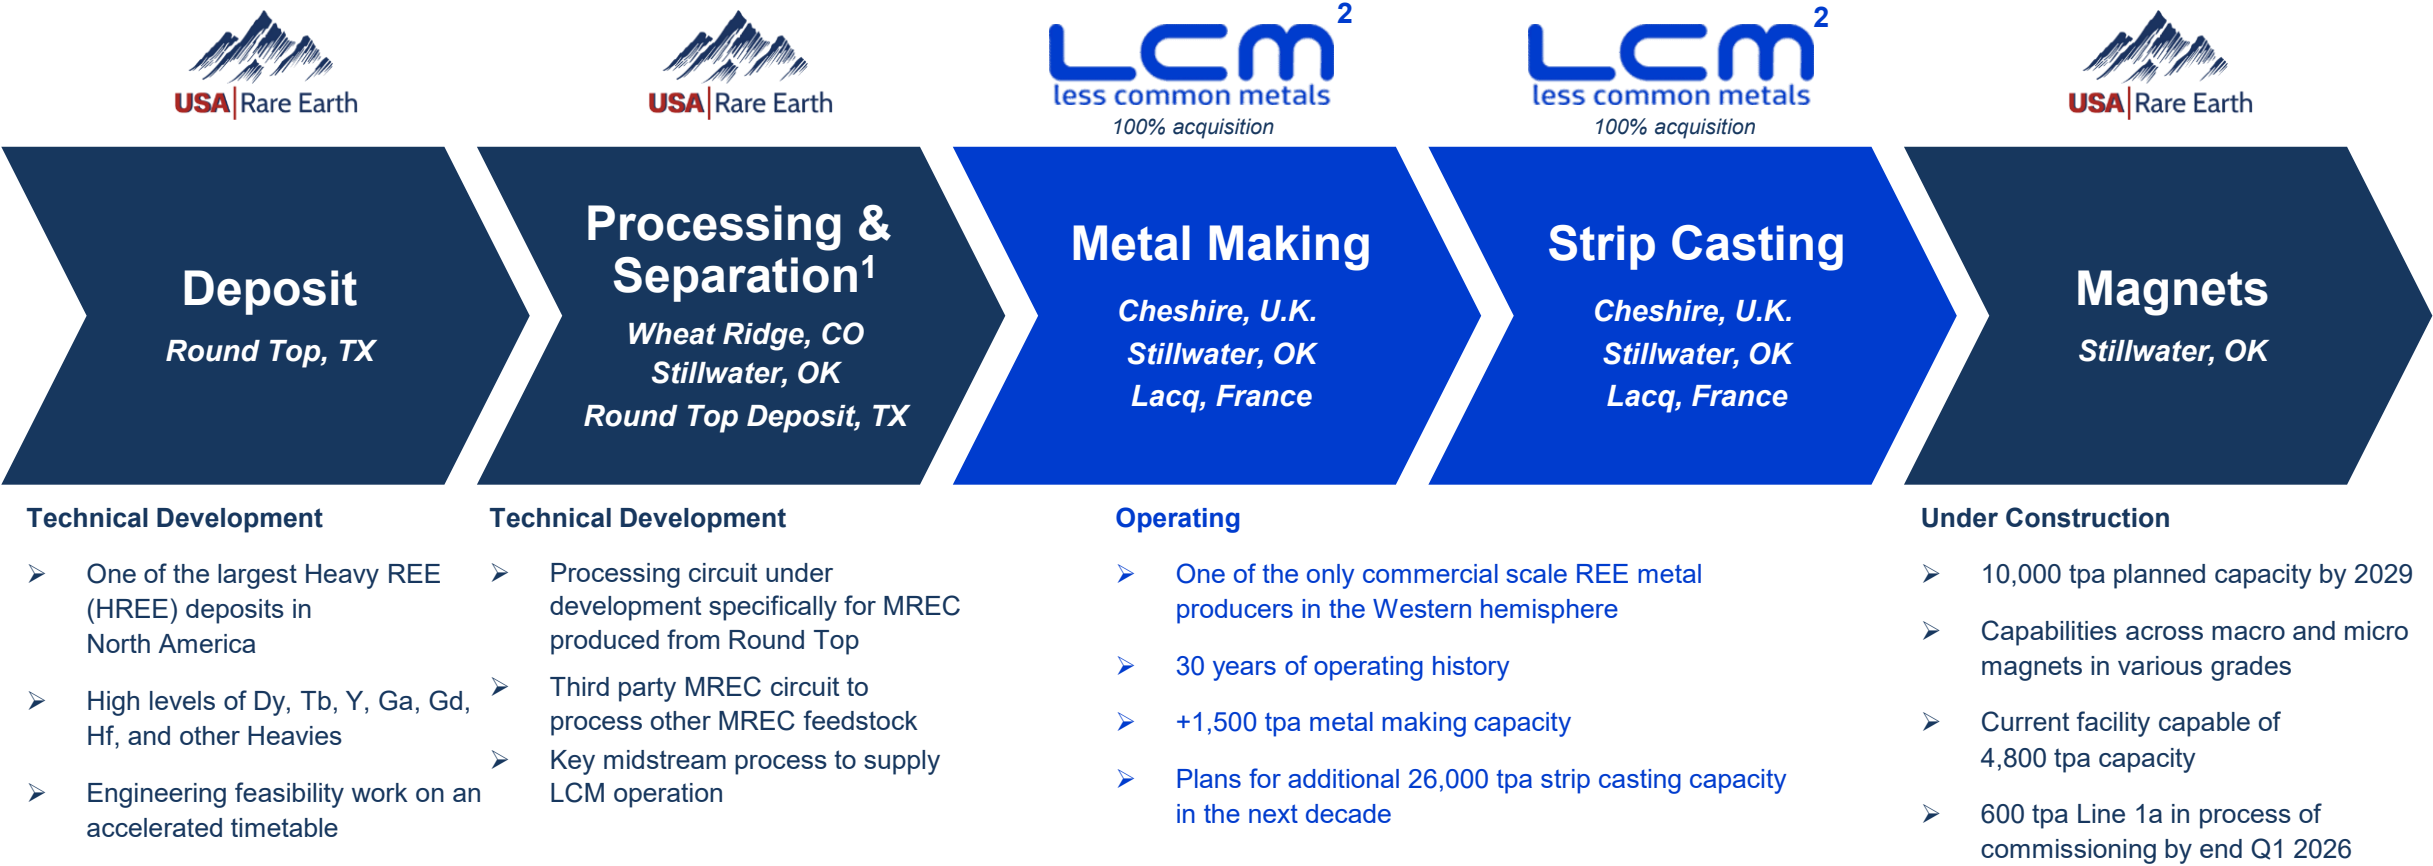 USA|Rare Earth
USA|Rare Earth
LCM 2
less common metals
100% acquisition
LCM 2
less common metals
100% acquisition
USA|Rare Earth
Deposit
Round Top, TX
Processing &
Separation1
Wheat Ridge, CO
Stillwater, OK
Round Top Deposit, TX
Metal Making
Cheshire, U.K.
Stillwater, OK
Lacq, France
Strip Casting
Cheshire, U.K.
Stillwater, OK
Lacq, France
Magnets
Stillwater, OK
Technical Development
➢ One of the largest Heavy REE
(HREE) deposits in
North America
➢ High levels of Dy, Tb, Y, Ga, Gd,
Hf, and other Heavies
➢ Engineering feasibility work on an
accelerated timetable
Technical Development
➢ Processing circuit under
development specifically for MREC
produced from Round Top
➢ Third party MREC circuit to
process other MREC feedstock
➢ Key midstream process to supply
LCM operation
Operating
➢ One of the only commercial scale REE metal
producers in the Western hemisphere
➢ 30 years of operating history
➢ +1,500 tpa metal making capacity
➢ Plans for additional 26,000 tpa strip casting capacity
in the next decade
Under Construction
➢ 10,000 tpa planned capacity by 2029
➢ Capabilities across macro and micro
magnets in various grades
➢ Current facility capable of
4,800 tpa capacity
➢ 600 tpa Line 1a in process of
commissioning by end Q1 2026